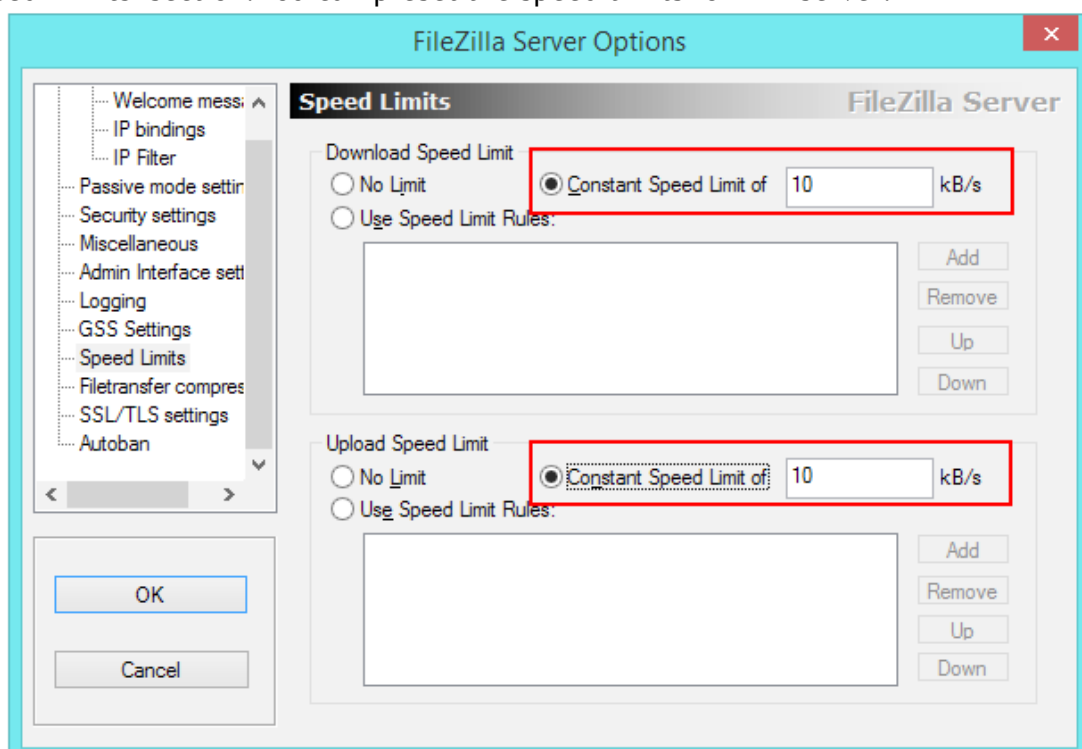 FileZilla Server Options
Welcome messa
IP bindings
IP Filter
Passive mode settin
Security settings
Miscellaneous
Admin Interface sett
Logging
GSS Settings
Speed Limits
Filetransfer compres
SSL/TLS settings
Autoban
OK
Cancel
Speed Limits FileZilla Server
Download Speed Limit
No Limit Constant Speed Limit of 10 kB/s
Use Speed Limit Rules:
Add
Remove
Up
Down
Upload Speed Limit
No Limit Constant Speed Limit of 10 kB/s
Use Speed Limit Rules:
Add
Remove
Up
Down